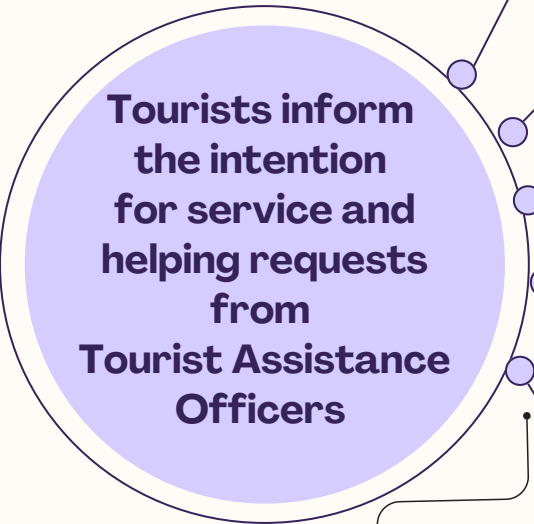 Tourists inform
the intention
for service and
helping requests
from
Tourist Assistance
Officers